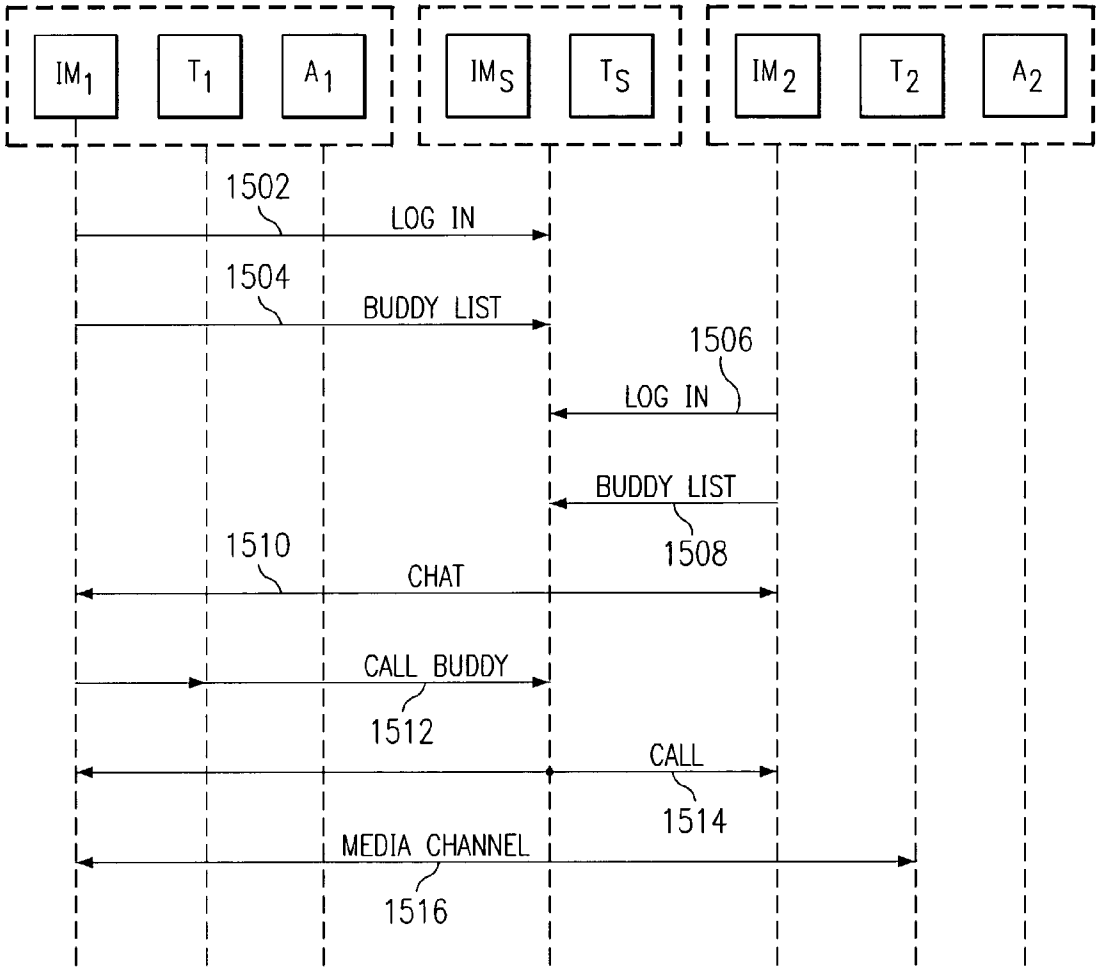 IM₁ T₁ A₁ IMₛ Tₛ IM₂ T₂ A₂
1502
LOG IN
1504
BUDDY LIST
1506
LOG IN
BUDDY LIST
1508
1510
CHAT
CALL BUDDY
1512
CALL
1514
MEDIA CHANNEL
1516